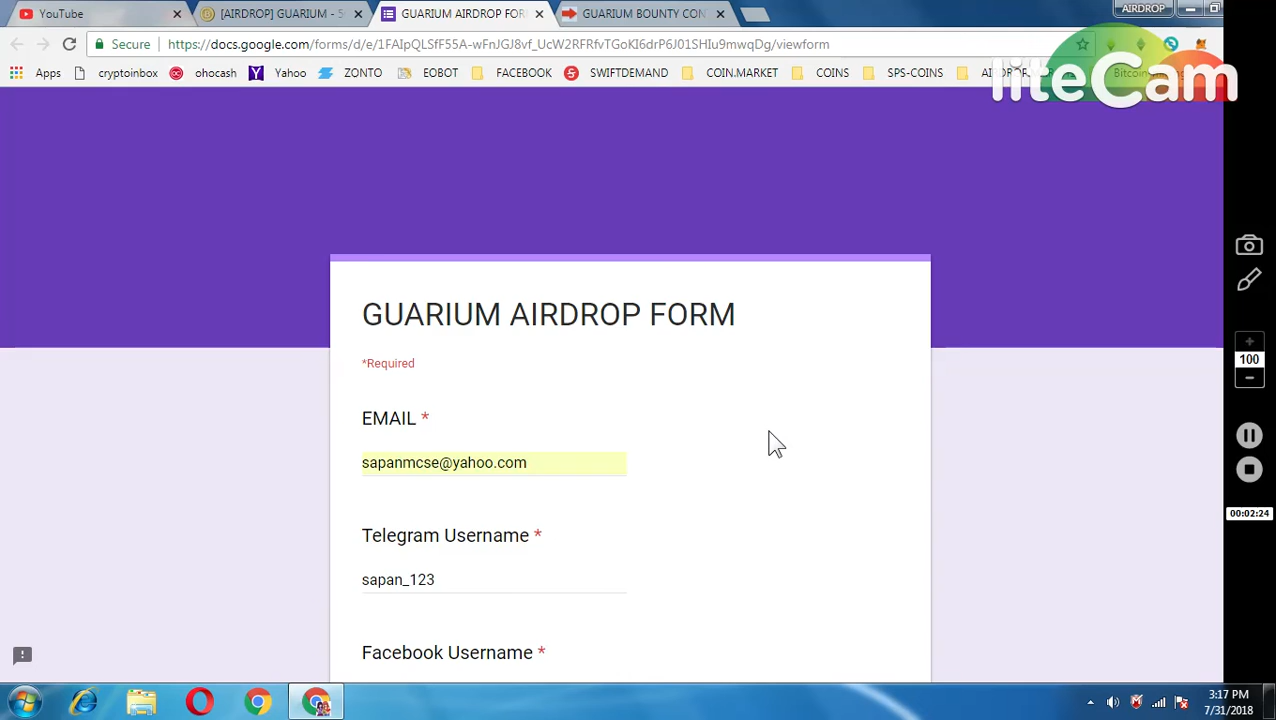 YouTube
[AIRDROP] GUARIUM - 5
GUARIUM AIRDROP FOR
GUARIUM BOUNTY CON
AIRDROP
Secure
https://docs.google.com/forms/d/e/1FAIpQLSfF55A-wFnJGJ8vf_UcW2RFRfvTGoKI6drP6J01SHIu9mwqDg/viewform
Apps
cryptoinbox
ohocash
Yahoo
EOBOT
FACEBOOK
SWIFTDEMAND
COIN.MARKET
COINS
SPS-COINS
liteCam
GUARIUM AIRDROP FORM
*Required
EMAIL *
sapanmcse@yahoo.com
Telegram Username *
sapan_123
Facebook Username *
100
00:02:24
3:17 PM
7/31/2018